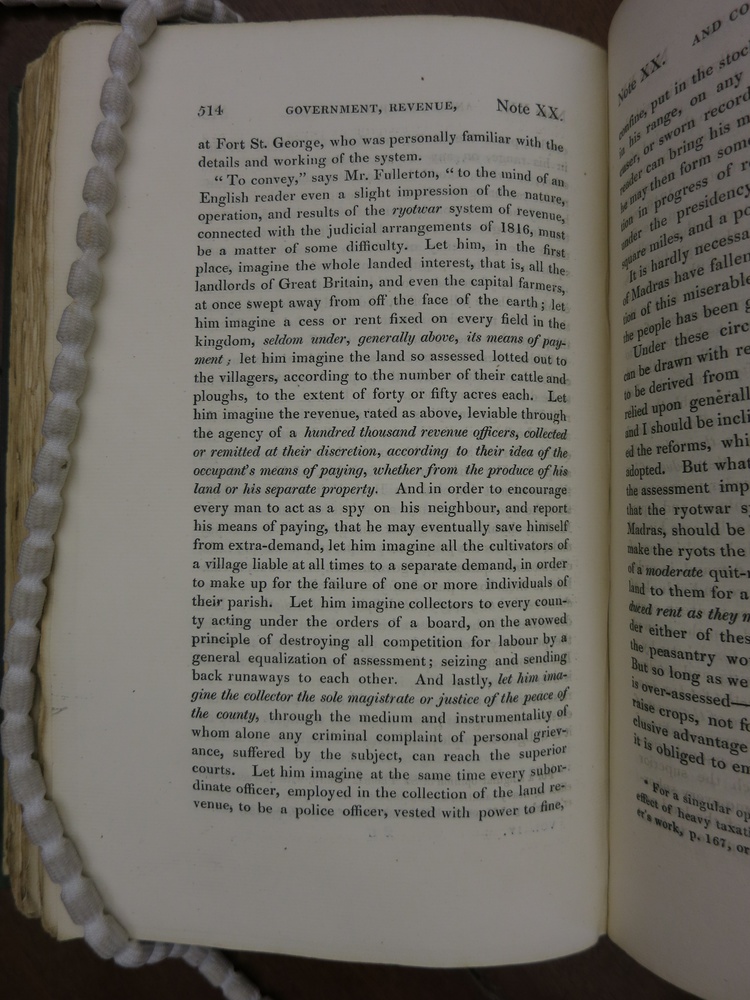 514 GOVERNMENT, REVENUE, Note XX.
at Fort St. George, who was personally familiar with the
details and working of the system.
“ To convey,” says Mr. Fullerton, “ to the mind of an
English reader even a slight impression of the nature,
operation, and results of the ryotwar system of revenue,
connected with the judicial arrangements of 1816, must
be a matter of some difficulty. Let him, in the first
place, imagine the whole landed interest, that is, all the
landlords of Great Britain, and even the capital farmers,
at once swept away from off the face of the earth; let
him imagine a cess or rent fixed on every field in the
kingdom, seldom under, generally above, its means of pay-
ment; let him imagine the land so assessed lotted out to
the villagers, according to the number of their cattle and
ploughs, to the extent of forty or fifty acres each. Let
him imagine the revenue, rated as above, leviable through
the agency of a hundred thousand revenue officers, collected
or remitted at their discretion, according to their idea of the
occupant's means of paying, whether from the produce of his
land or his separate property. And in order to encourage
every man to act as a spy on his neighbour, and report
his means of paying, that he may eventually save himself
from extra-demand, let him imagine all the cultivators of
a village liable at all times to a separate demand, in order
to make up for the failure of one or more individuals of
their parish. Let him imagine collectors to every coun-
ty acting under the orders of a board, on the avowed
principle of destroying all competition for labour by a
general equalization of assessment; seizing and sending
back runaways to each other. And lastly, let him ima-
gine the collector the sole magistrate or justice of the peace of
the county, through the medium and instrumentality of
whom alone any criminal complaint of personal griev-
ance, suffered by the subject, can reach the superior
courts. Let him imagine at the same time every subor-
dinate officer, employed in the collection of the land re-
venue, to be a police officer, vested with power to fine,
Note XX. AND CO
confine, put in the stoc
in his range, on any
or sworn record
can bring his m
be may then form som
tion in progress of r
under the presidency
square miles, and a po
It is hardly necessa
of Madras have fallen
tion of this miserable
the people has been g
Under these circ
can be drawn with re
to be derived from
relied upon generall
and I should be incli
ed the reforms, whi
adopted. But what
the assessment imp
that the ryotwar s
Madras, should be
make the ryots the
of a moderate quit-r
land to them for a
duced rent as they m
der either of thes
the peasantry wo
But so long as we
is over-assessed—
raise crops, not fo
clusive advantage
it is obliged to en
* For a singular op
effect of heavy taxati
er's work, p. 167, or